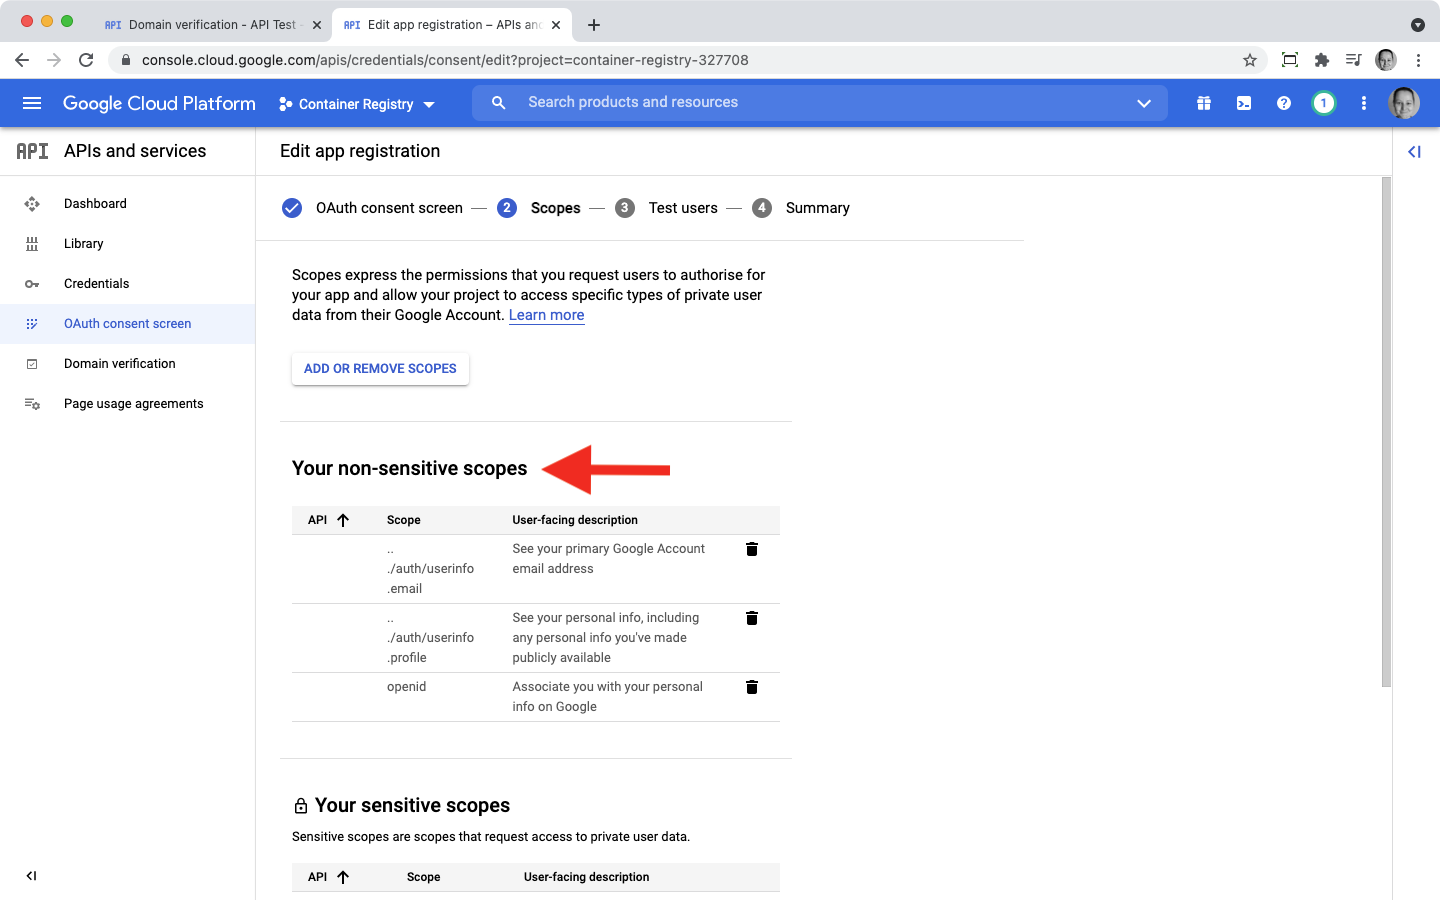 API Domain verification - API Test -
API Edit app registration – APIs and
console.cloud.google.com/apis/credentials/consent/edit?project=container-registry-327708
Google Cloud Platform
Container Registry
Search products and resources
1
API APIs and services
Edit app registration
Dashboard
Library
Credentials
OAuth consent screen
Domain verification
Page usage agreements
OAuth consent screen — 2 Scopes — 3 Test users — 4 Summary
Scopes express the permissions that you request users to authorise for
your app and allow your project to access specific types of private user
data from their Google Account. Learn more
ADD OR REMOVE SCOPES
Your non-sensitive scopes
API Scope User-facing description
.. See your primary Google Account
./auth/userinfo email address
.email
.. See your personal info, including
./auth/userinfo any personal info you've made
.profile publicly available
openid Associate you with your personal
info on Google
Your sensitive scopes
Sensitive scopes are scopes that request access to private user data.
API Scope User-facing description